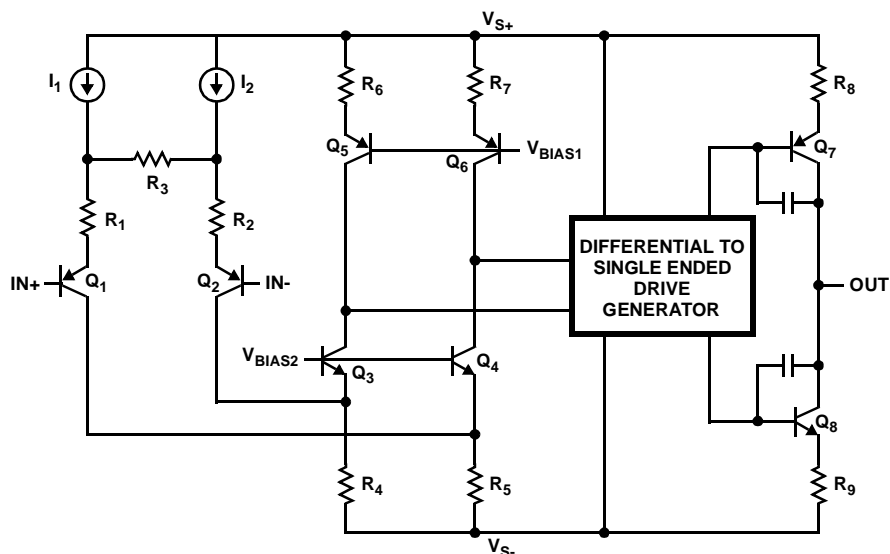 VS+
I1
I2
R6
R7
R8
Q5
Q6
VBIAS1
Q7
R3
R1
R2
DIFFERENTIAL TO
SINGLE ENDED
DRIVE
GENERATOR
IN+
Q1
Q2
IN-
OUT
VBIAS2
Q3
Q4
Q8
R4
R5
R9
VS-